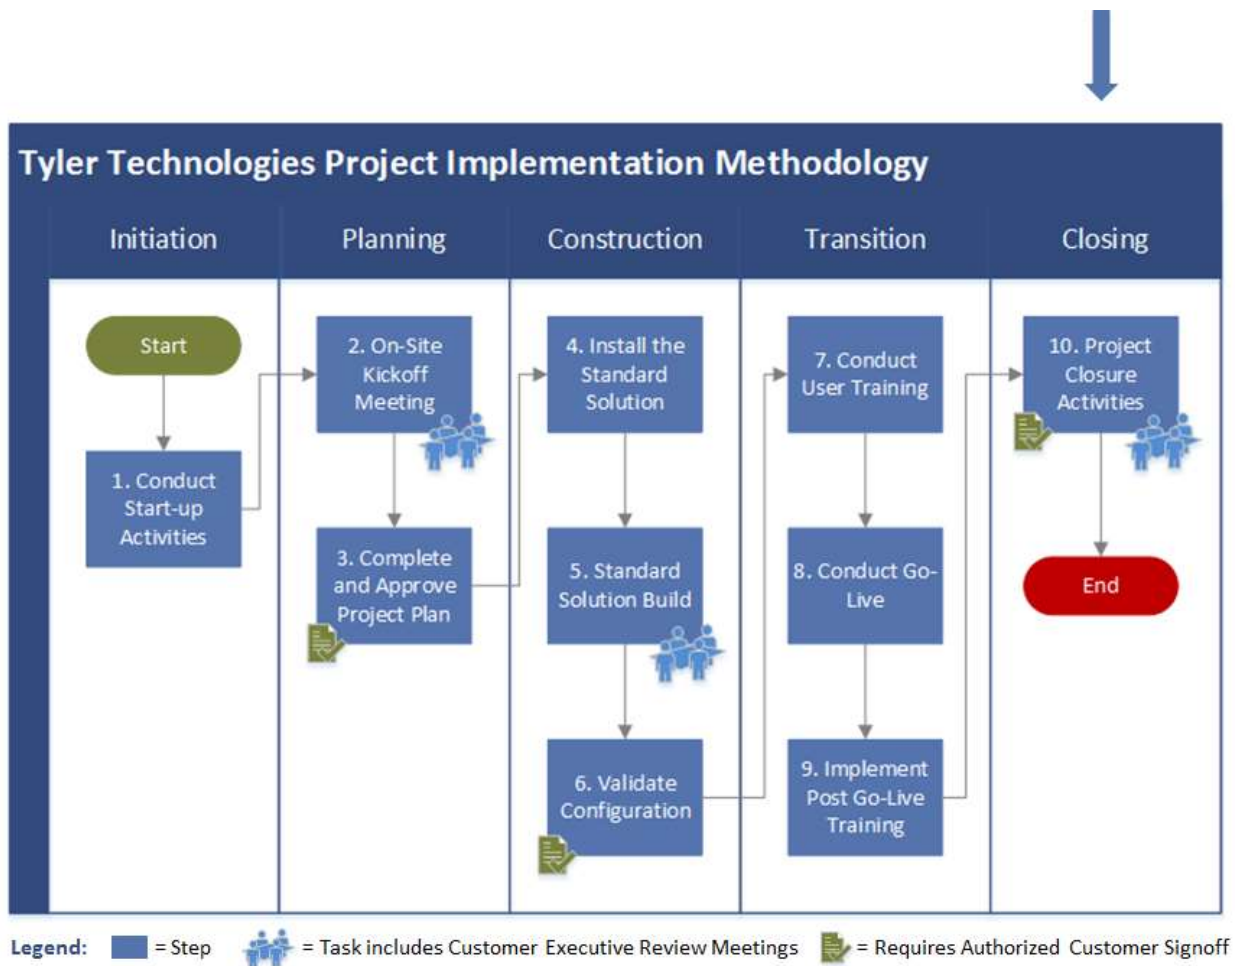 Tyler Technologies Project Implementation Methodology
Initiation
Planning
Construction
Transition
Closing
Start
1. Conduct
Start-up
Activities
2. On-Site
Kickoff
Meeting
3. Complete
and Approve
Project Plan
4. Install the
Standard
Solution
5. Standard
Solution Build
6. Validate
Configuration
7. Conduct
User Training
8. Conduct Go-
Live
9. Implement
Post Go-Live
Training
10. Project
Closure
Activities
End
Legend: = Step = Task includes Customer Executive Review Meetings = Requires Authorized Customer Signoff